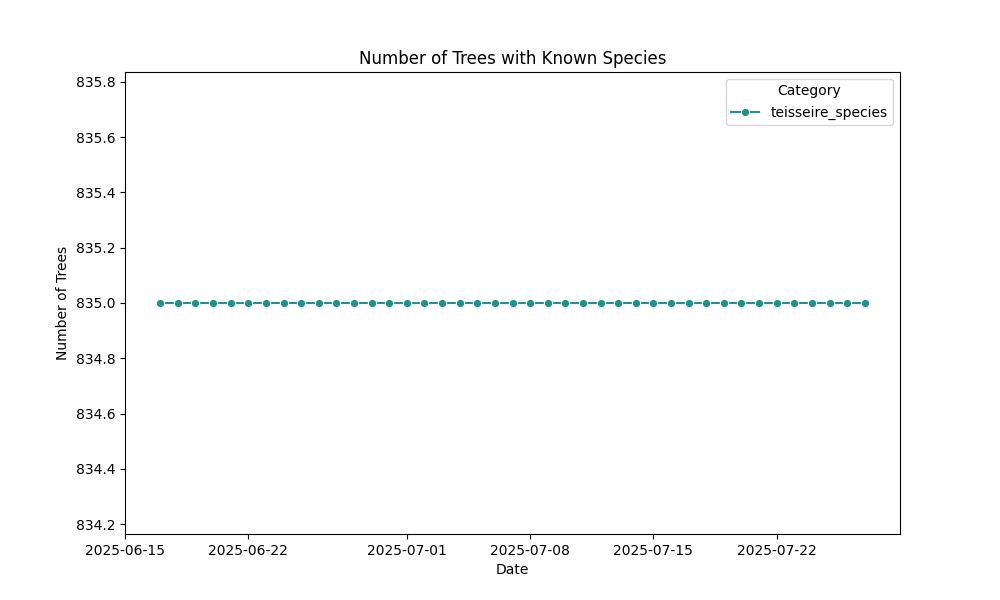 Number of Trees with Known Species
Category
teisseire_species
Number of Trees
835.8
835.6
835.4
835.2
835.0
834.8
834.6
834.4
834.2
2025-06-15 2025-06-22 2025-07-01 2025-07-08 2025-07-15 2025-07-22
Date